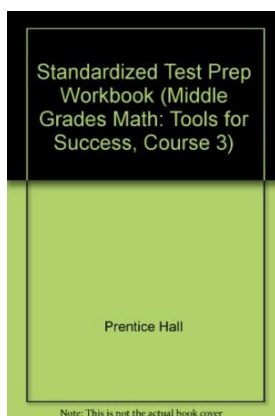 Standardized Test Prep
Workbook (Middle
Grades Math: Tools for
Success, Course 3)
Prentice Hall
Note: This is not the actual book cover